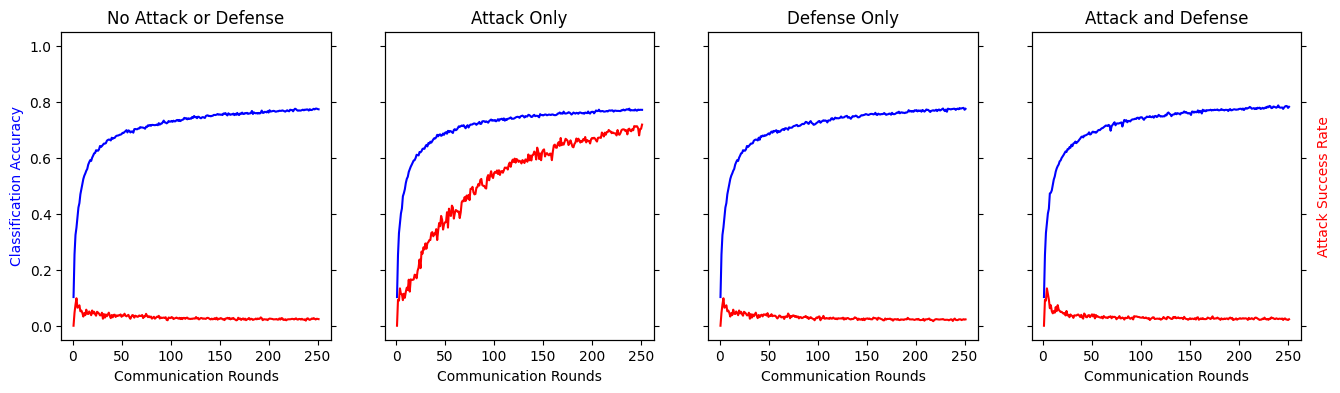 No Attack or Defense
Attack Only
Defense Only
Attack and Defense
Classification Accuracy
1.0
0.8
0.6
0.4
0.2
0.0
0 50 100 150 200 250
0 50 100 150 200 250
0 50 100 150 200 250
0 50 100 150 200 250
Communication Rounds
Communication Rounds
Communication Rounds
Communication Rounds
Attack Success Rate